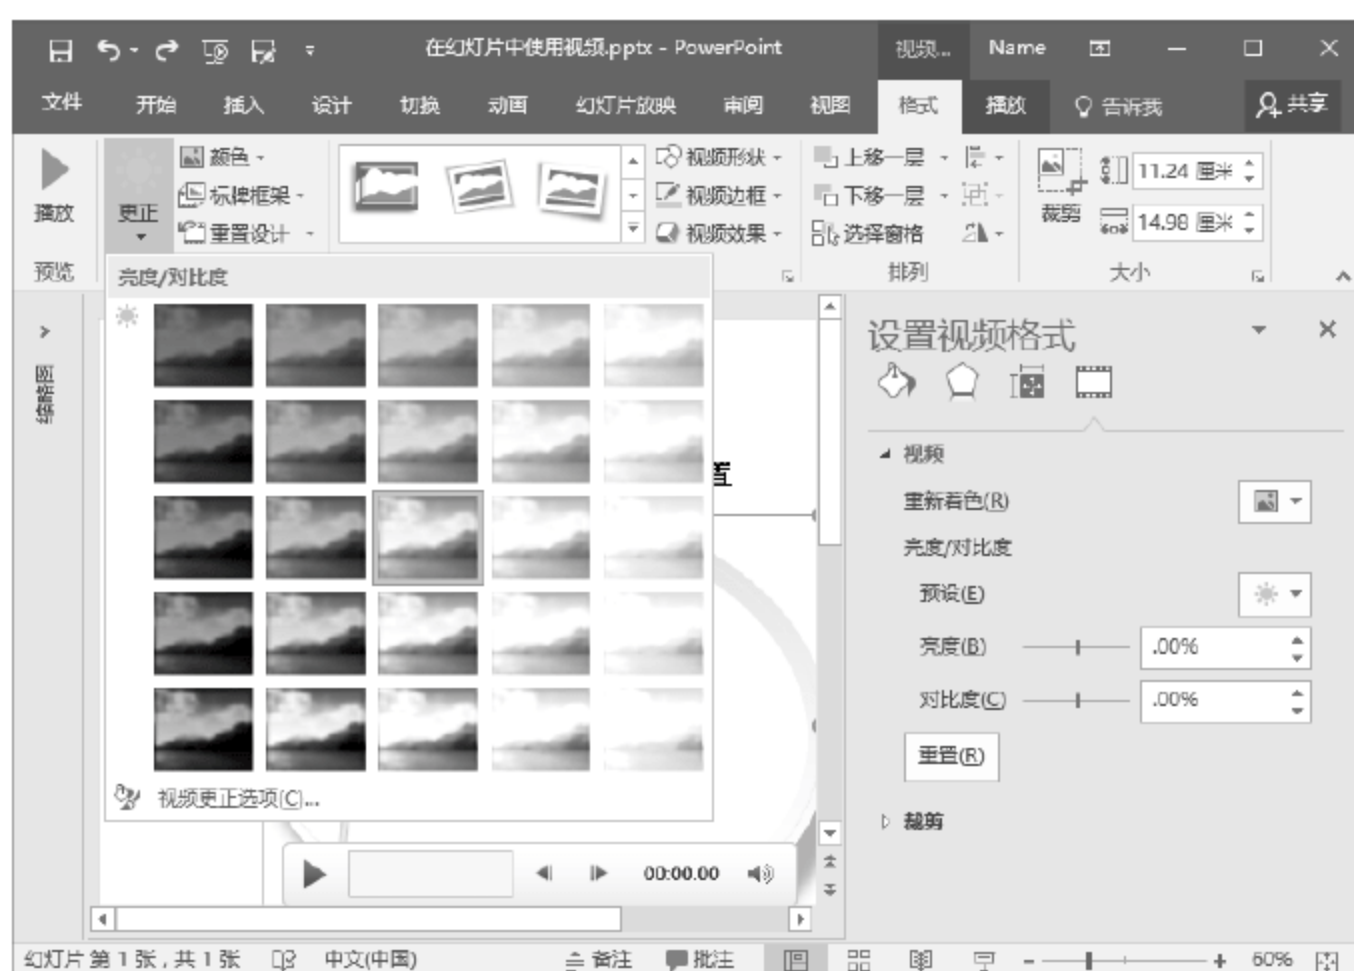 在幻灯片中使用视频.pptx - PowerPoint 视频... Name
文件 开始 插入 设计 切换 动画 幻灯片放映 审阅 视图 格式 播放 告诉我 共享
颜色 视频形状 上移一层 11.24 厘米
播放 更正 标牌框架 视频边框 下移一层 裁剪
重置设计 视频效果 选择窗格 14.98 厘米
预览 排列 大小
亮度/对比度
设置视频格式
缩略图
视频
置
重新着色(R)
亮度/对比度
预设(E)
亮度(B) .00%
对比度(C) .00%
重置(R)
视频更正选项(C)...
裁剪
00:00.00
幻灯片 第 1 张，共 1 张 中文(中国) 备注 批注 60%